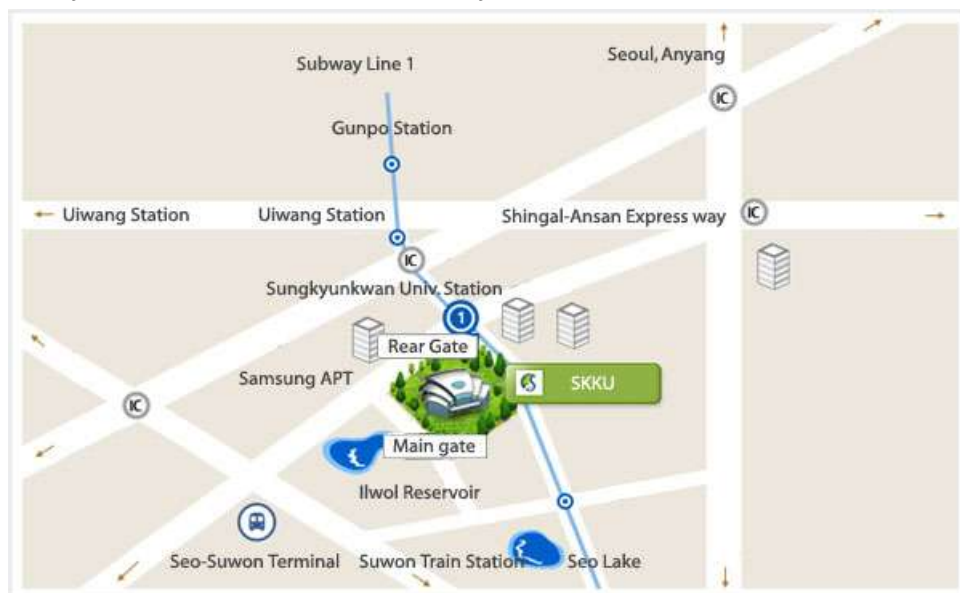 Subway Line 1
Seoul, Anyang
IC
Gunpo Station
Uiwang Station
Uiwang Station
Shingal-Ansan Express way
IC
IC
Sungkyunkwan Univ. Station
1
Rear Gate
Samsung APT
S SKKU
IC
Main gate
Ilwol Reservoir
Seo-Suwon Terminal
Suwon Train Station
Seo Lake